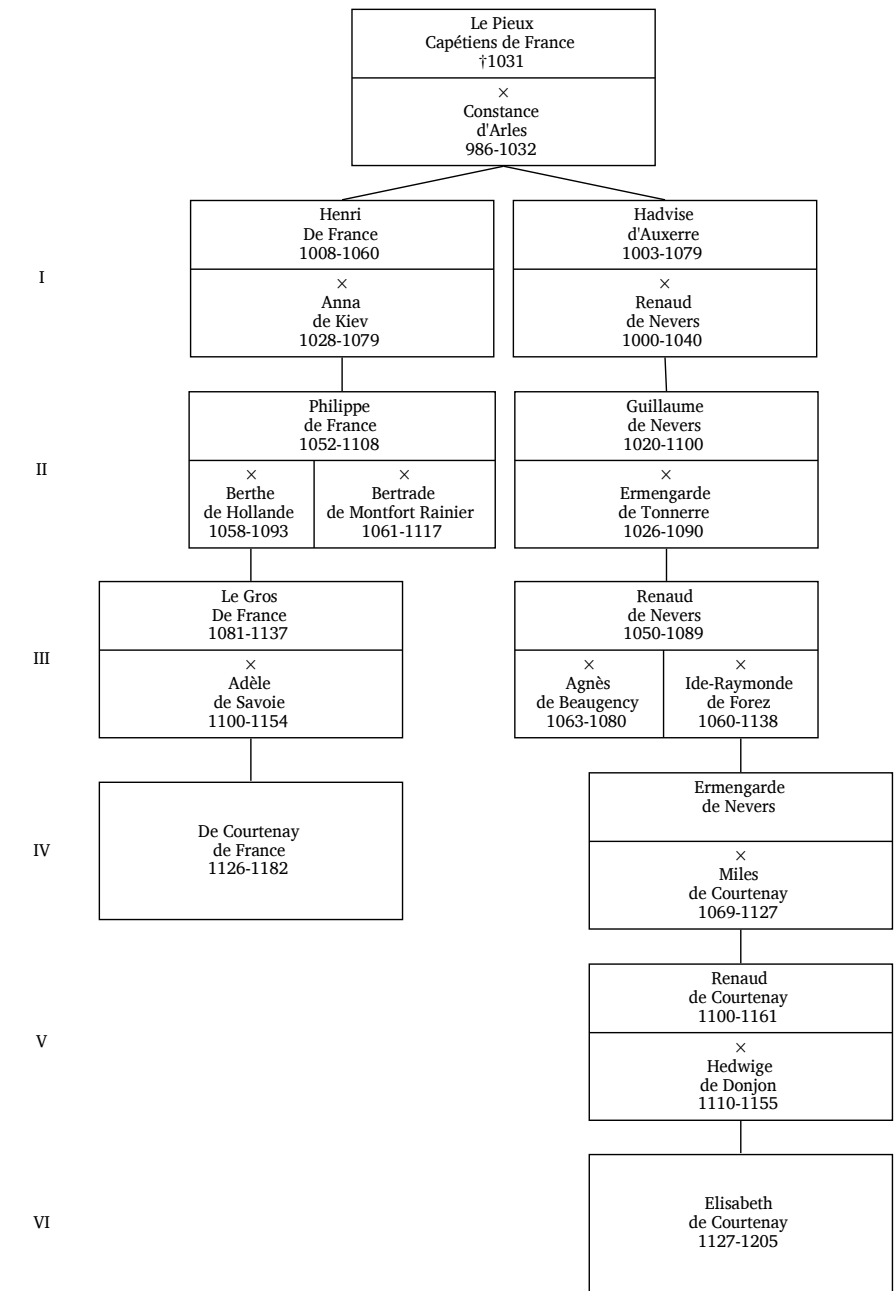 Le Pieux
Capétiens de France
†1031
×
Constance
d'Arles
986-1032
I
Henri
De France
1008-1060
×
Anna
de Kiev
1028-1079
Hadvise
d'Auxerre
1003-1079
×
Renaud
de Nevers
1000-1040
II
Philippe
de France
1052-1108
×
Berthe
de Hollande
1058-1093
×
Bertrade
de Montfort Rainier
1061-1117
Guillaume
de Nevers
1020-1100
×
Ermengarde
de Tonnerre
1026-1090
III
Le Gros
De France
1081-1137
×
Adèle
de Savoie
1100-1154
Renaud
de Nevers
1050-1089
×
Agnès
de Beaugency
1063-1080
×
Ide-Raymonde
de Forez
1060-1138
IV
De Courtenay
de France
1126-1182
Ermengarde
de Nevers
×
Miles
de Courtenay
1069-1127
V
Renaud
de Courtenay
1100-1161
×
Hedwige
de Donjon
1110-1155
VI
Elisabeth
de Courtenay
1127-1205